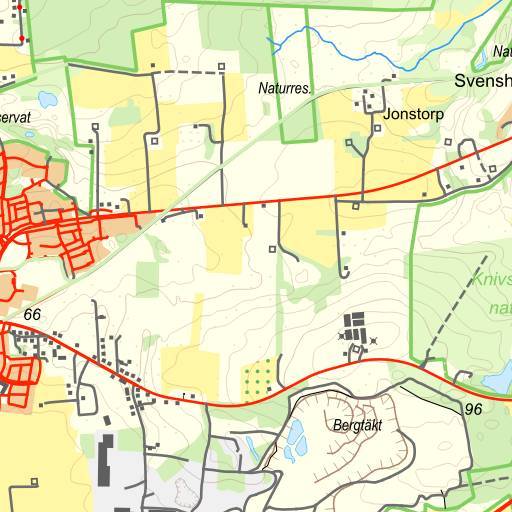 Nat
Svensh
Naturres.
Jonstorp
ervat
Knivs
nat
66
96
Bergtäkt